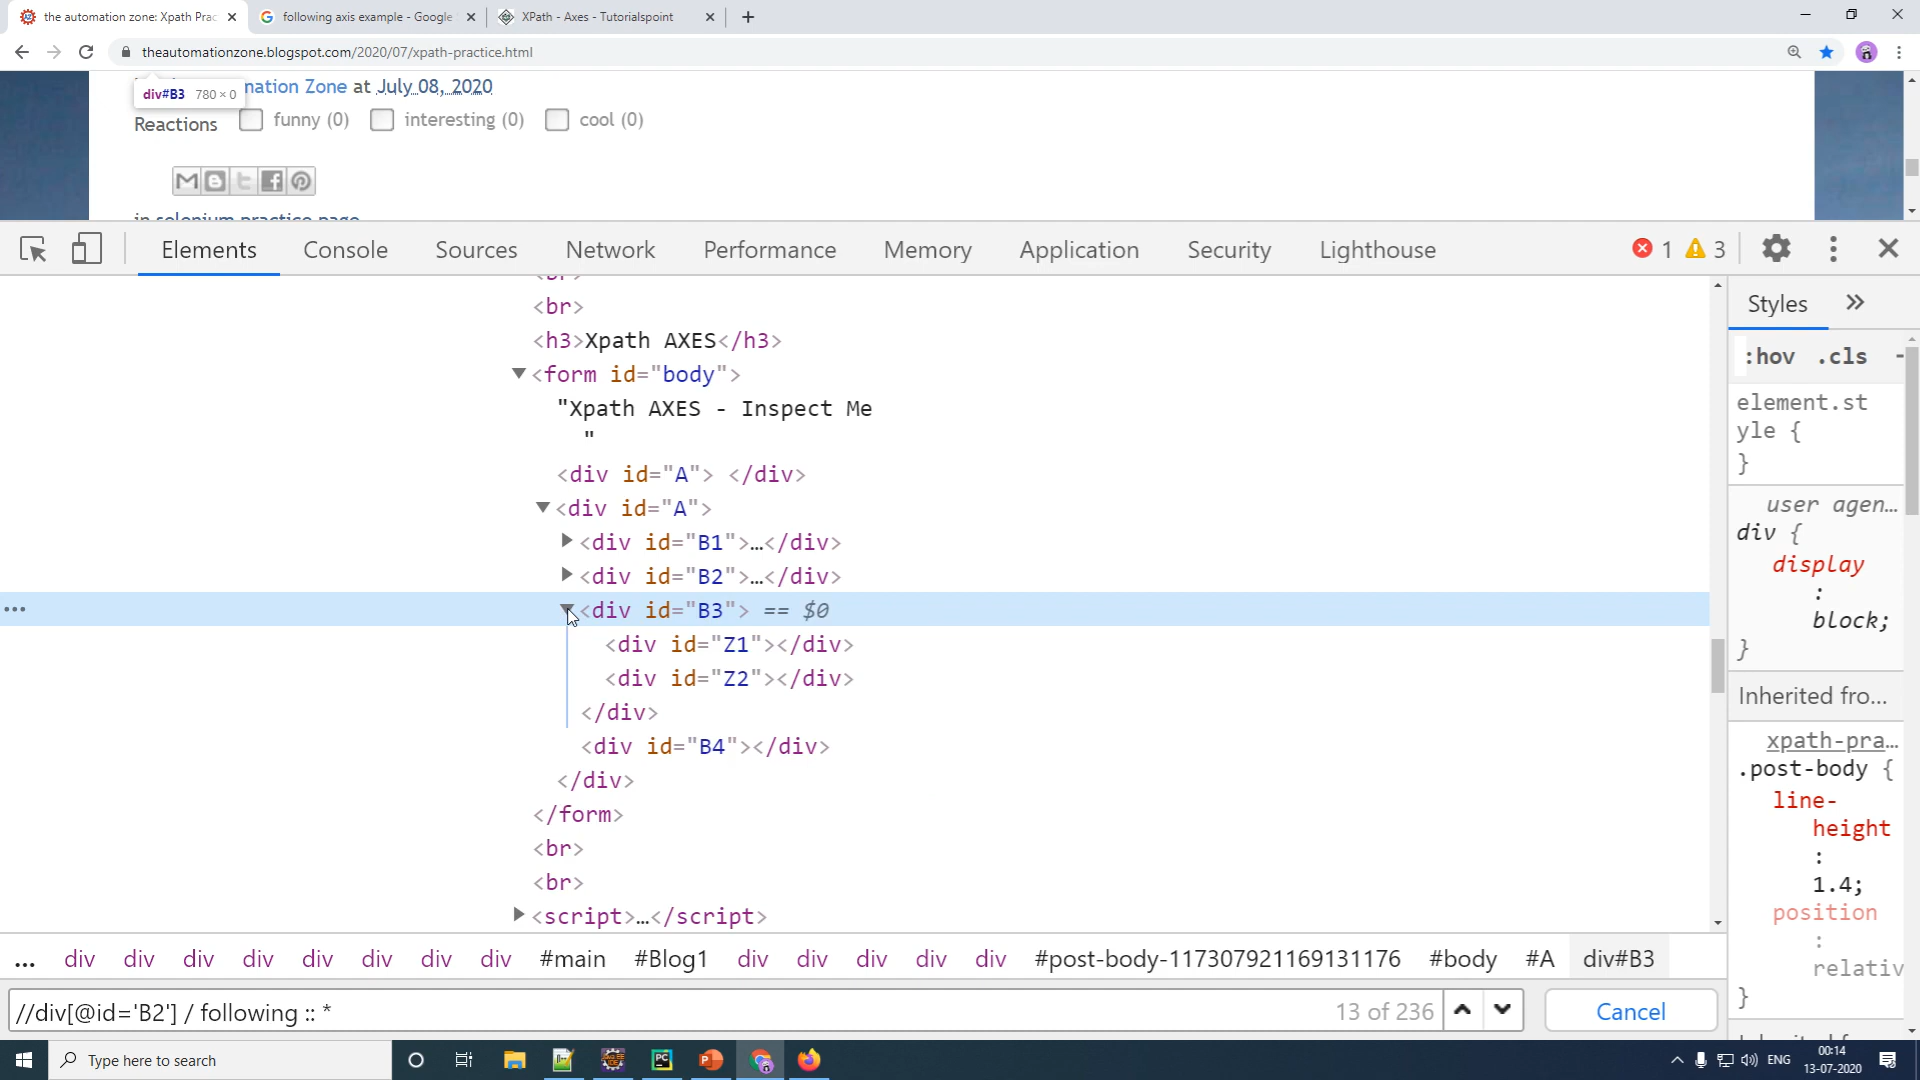 the automation zone: Xpath Prac
following axis example - Google
XPath - Axes - Tutorialspoint
theautomationzone.blogspot.com/2020/07/xpath-practice.html
div#B3 780 × 0
mation Zone at July 08, 2020
Reactions funny (0) interesting (0) cool (0)
in selenium practice page
Elements Console Sources Network Performance Memory Application Security Lighthouse 1 3
<br>
<br>
<h3>Xpath AXES</h3>
<form id="body">
"Xpath AXES - Inspect Me
"
<div id="A"> </div>
<div id="A">
<div id="B1">…</div>
<div id="B2">…</div>
<div id="B3"> == $0
<div id="Z1"></div>
<div id="Z2"></div>
</div>
<div id="B4"></div>
</div>
</form>
<br>
<br>
<script>…</script>
Styles »
:hov .cls
element.st
yle {
}
user agen…
div {
display
:
block;
}
Inherited fro…
xpath-pra…
.post-body {
line-
height
:
1.4;
position
:
relativ
}
... div div div div div div div div #main #Blog1 div div div div div #post-body-1173079211691311​76 #body #A div#B3
//div[@id='B2'] / following :: * 13 of 236 Cancel
Type here to search
ENG
00:14
13-07-2020